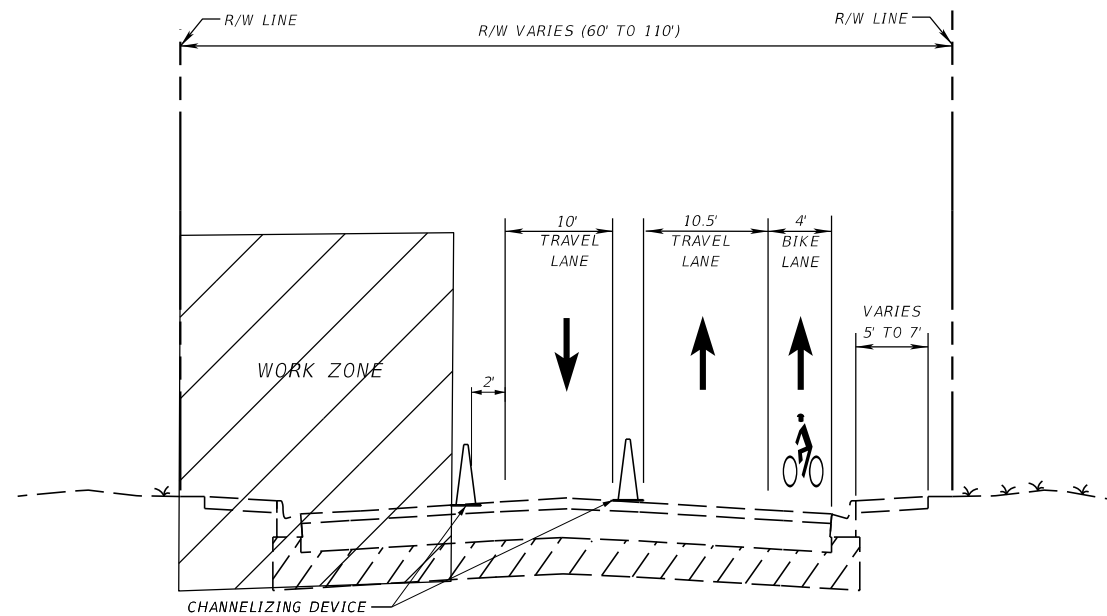 R/W LINE
R/W LINE
R/W VARIES (60' TO 110')
10'
TRAVEL
LANE
10.5'
TRAVEL
LANE
4'
BIKE
LANE
VARIES
5' TO 7'
WORK ZONE
2'
CHANNELIZING DEVICE